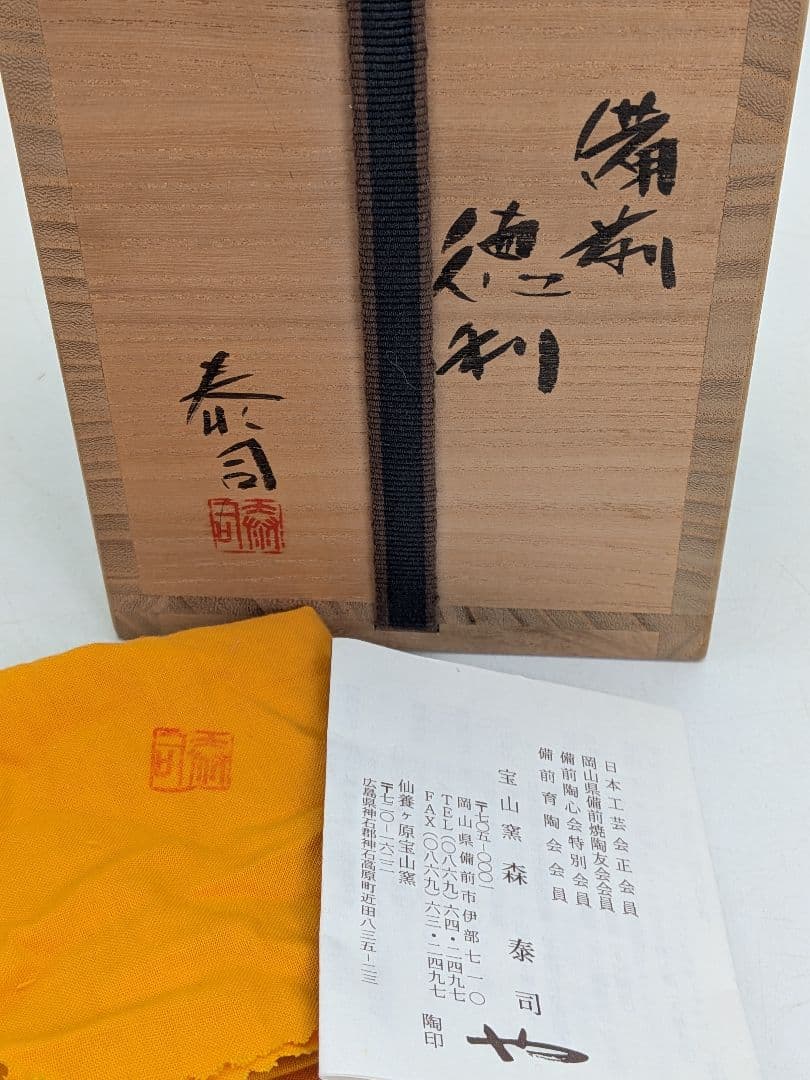 備前
徳利
泰司
泰司
泰司
日本工芸会正会員
岡山県備前焼陶友会会員
備前陶心会特別会員
備前育陶会会員
宝山窯 森 泰司
〒七〇五-〇〇〇一
岡山県備前市伊部七一〇
TEL(〇八六九)六四・二四九七
FAX(〇八六九)六三・二四九七
仙養ヶ原宝山窯
〒七二〇-一六二二
広島県神石郡神石高原町近田八三五-二三
陶印